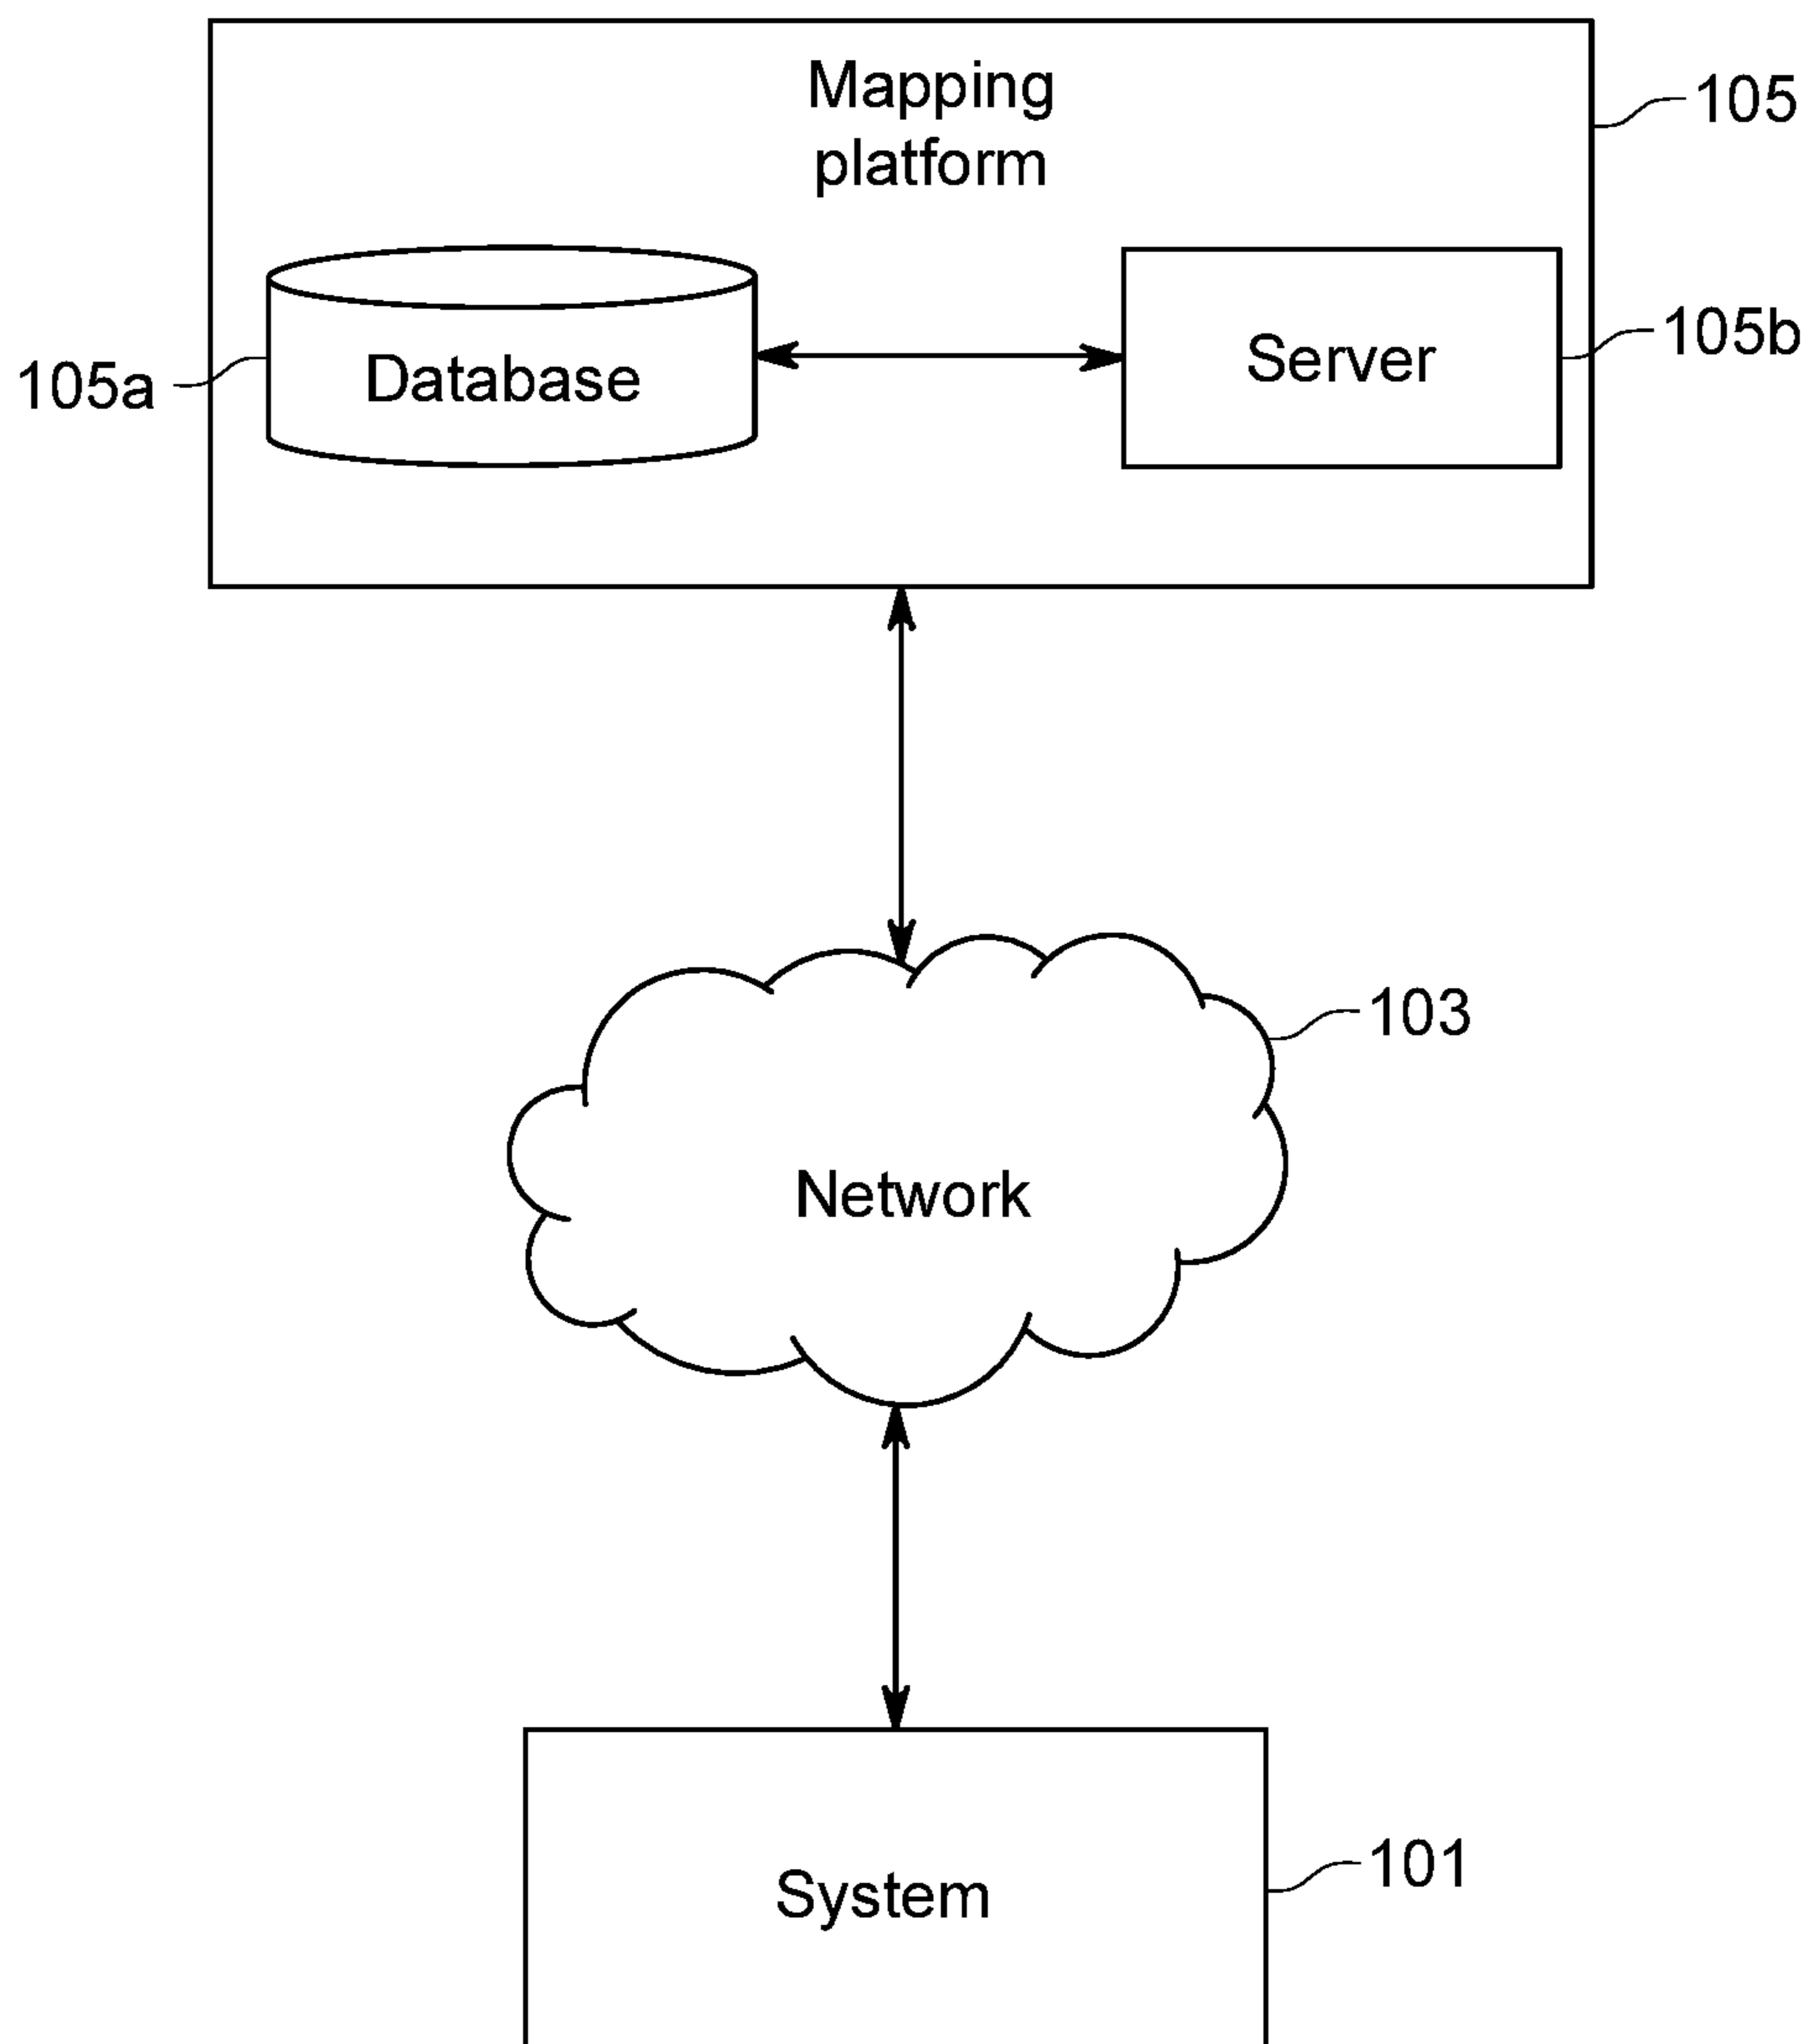 Mapping
platform
105
Database
Server
105a
105b
103
Network
System
101